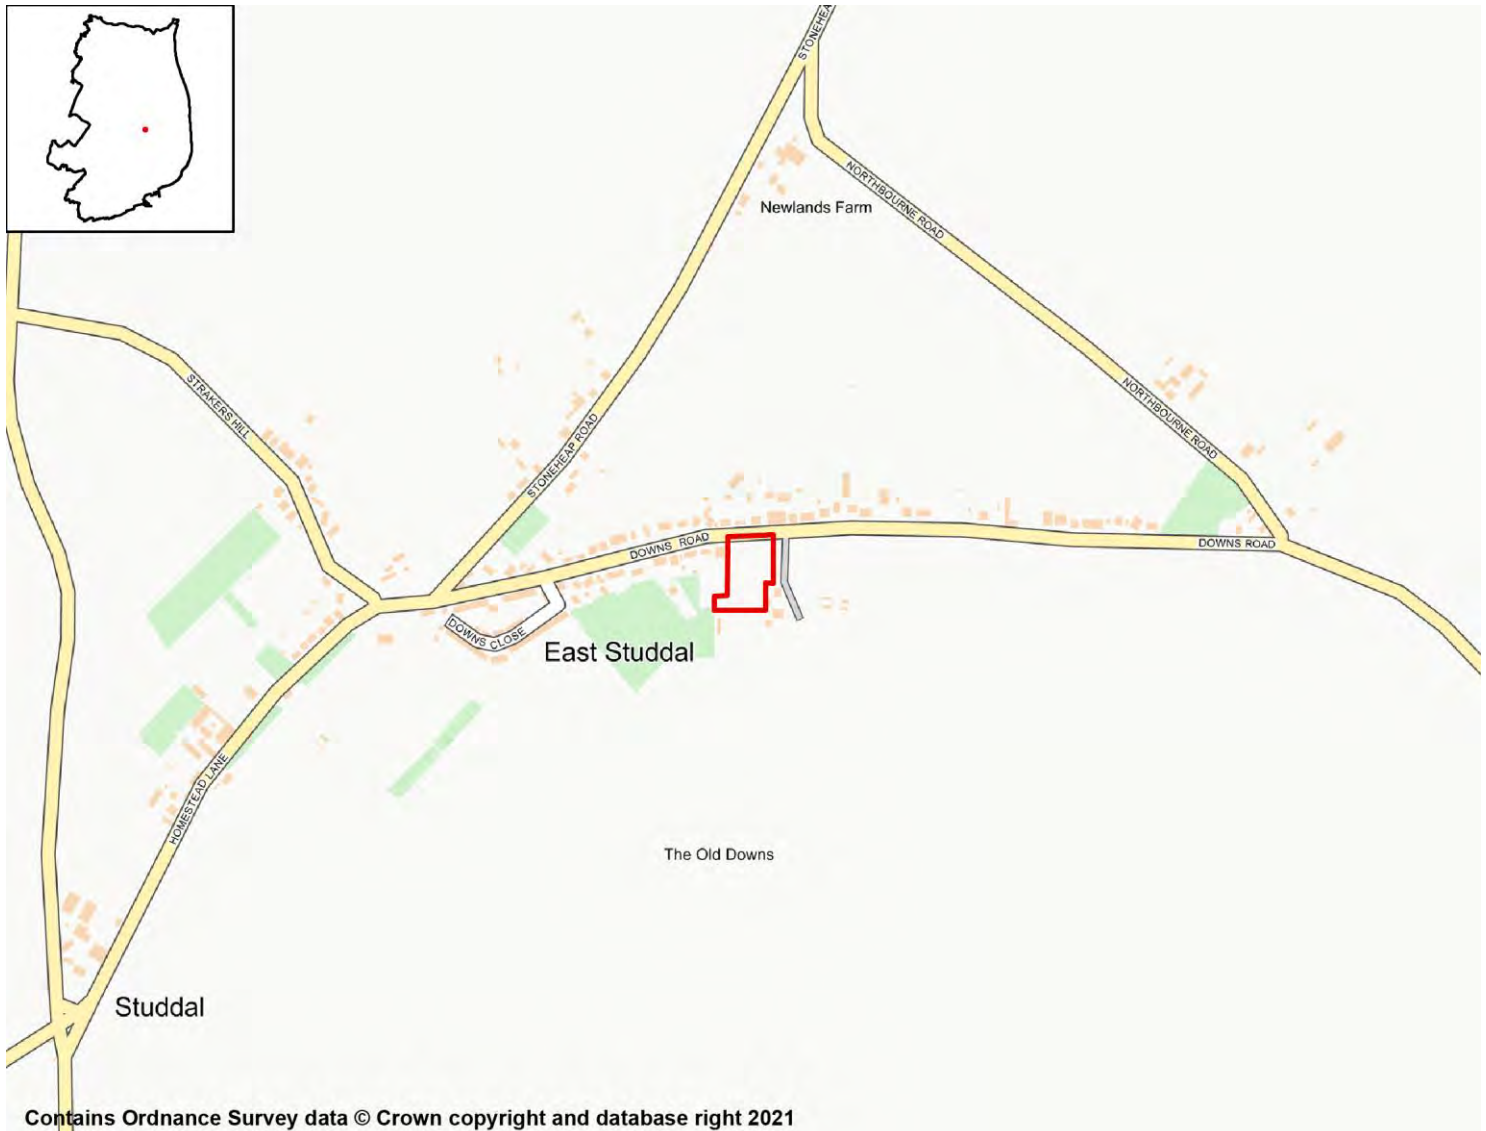 STONEHEA
NORTHBOURNE ROAD
Newlands Farm
STRAKERS HILL
STONEHEAP ROAD
NORTHBOURNE ROAD
DOWNS ROAD
DOWNS ROAD
DOWNS CLOSE
East Studdal
HOMESTEAD LANE
The Old Downs
Studdal
Contains Ordnance Survey data © Crown copyright and database right 2021